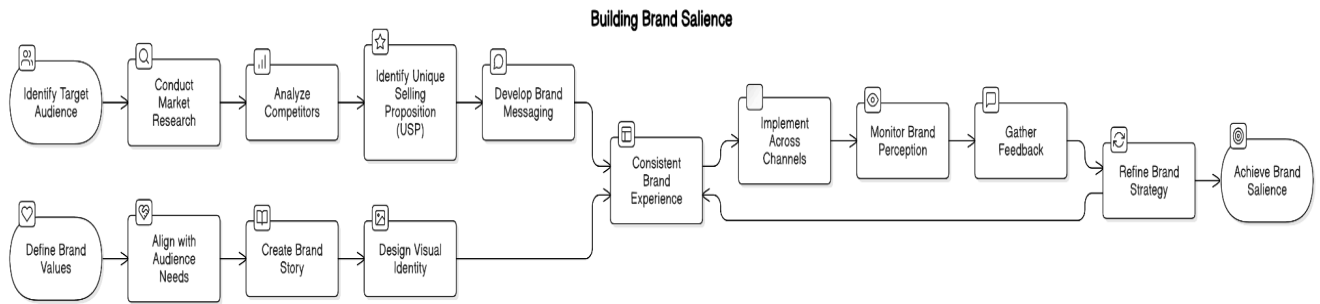 Building Brand Salience
Identify Target
Audience
Conduct
Market
Research
Analyze
Competitors
Identify Unique
Selling
Proposition
(USP)
Develop Brand
Messaging
Define Brand
Values
Align with
Audience
Needs
Create Brand
Story
Design Visual
Identity
Consistent
Brand
Experience
Implement
Across
Channels
Monitor Brand
Perception
Gather
Feedback
Refine Brand
Strategy
Achieve Brand
Salience